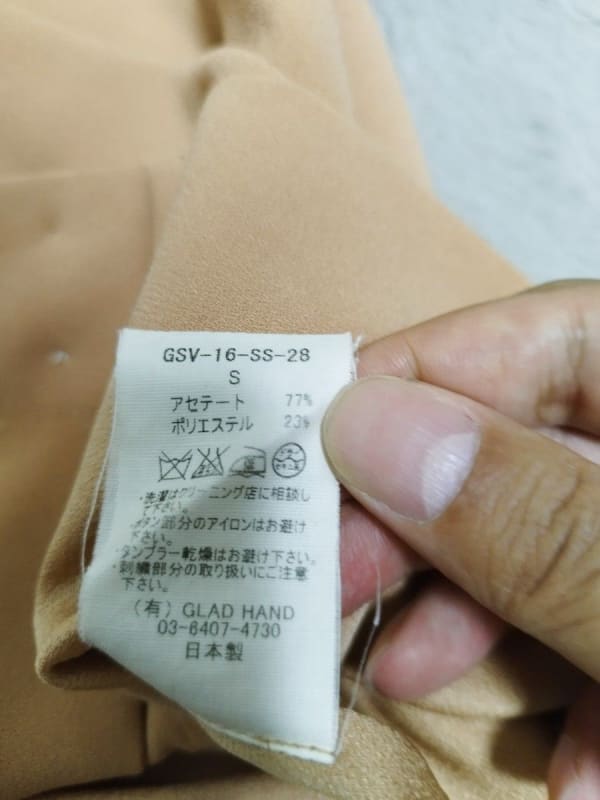 GSV-16-SS-28
S
アセテート 77%
ポリエステル 23%
・洗濯はクリーニング店に相談し
て下さい。
・ボタン部分のアイロンはお避け
下さい。
・タンブラー乾燥はお避け下さい。
・刺繍部分の取り扱いにご注意
下さい。
(有) GLAD HAND
03-6407-4730
日本製